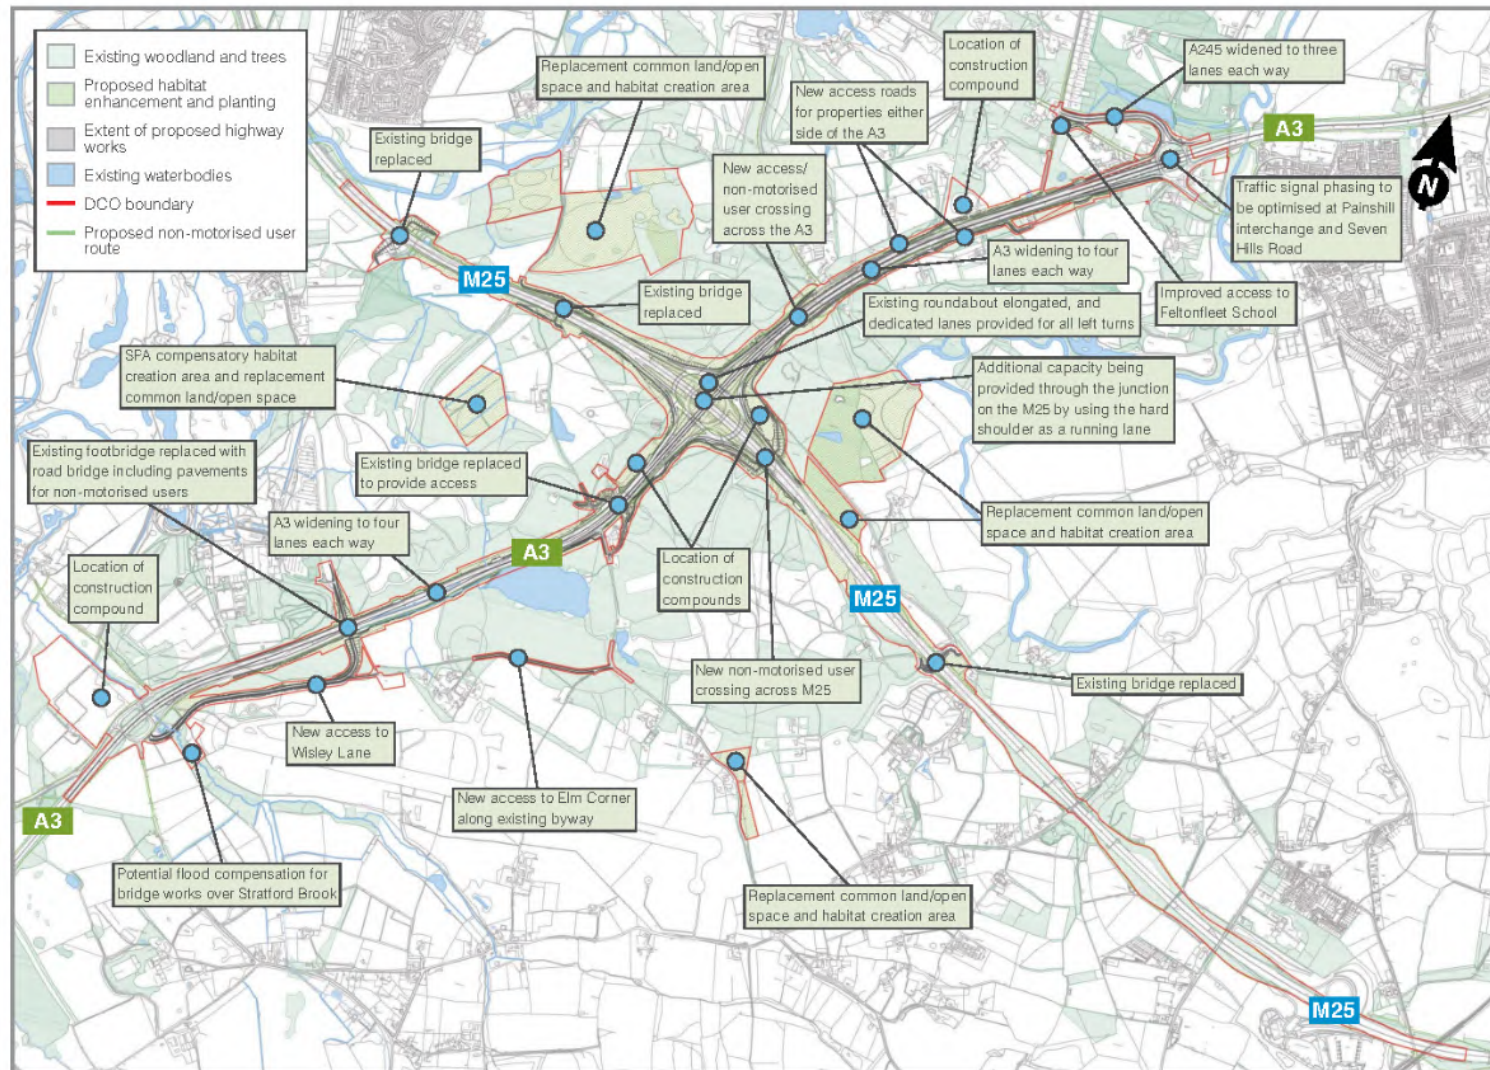 Existing woodland and trees
Proposed habitat
enhancement and planting
Extent of proposed highway
works
Existing waterbodies
DCO boundary
Proposed non-motorised user
route
Existing bridge
replaced
Replacement common land/open
space and habitat creation area
New access roads
for properties either
side of the A3
Location of
construction
compound
A245 widened to three
lanes each way
A3
N
New access/
non-motorised
user crossing
across the A3
Traffic signal phasing to
be optimised at Painshill
interchange and Seven
Hills Road
M25
A3 widening to four
lanes each way
Existing bridge
replaced
Existing roundabout elongated, and
dedicated lanes provided for all left turns
Improved access to
Feltonfleet School
SPA compensatory habitat
creation area and replacement
common land/open space
Additional capacity being
provided through the junction
on the M25 by using the hard
shoulder as a running lane
Existing footbridge replaced with
road bridge including pavements
for non-motorised users
Existing bridge replaced
to provide access
A3 widening to four
lanes each way
A3
Replacement common land/open
space and habitat creation area
Location of
construction
compound
Location of
construction
compounds
M25
New non-motorised user
crossing across M25
Existing bridge replaced
New access to
Wisley Lane
New access to Elm Corner
along existing byway
A3
Potential flood compensation for
bridge works over Stratford Brook
Replacement common land/open
space and habitat creation area
M25